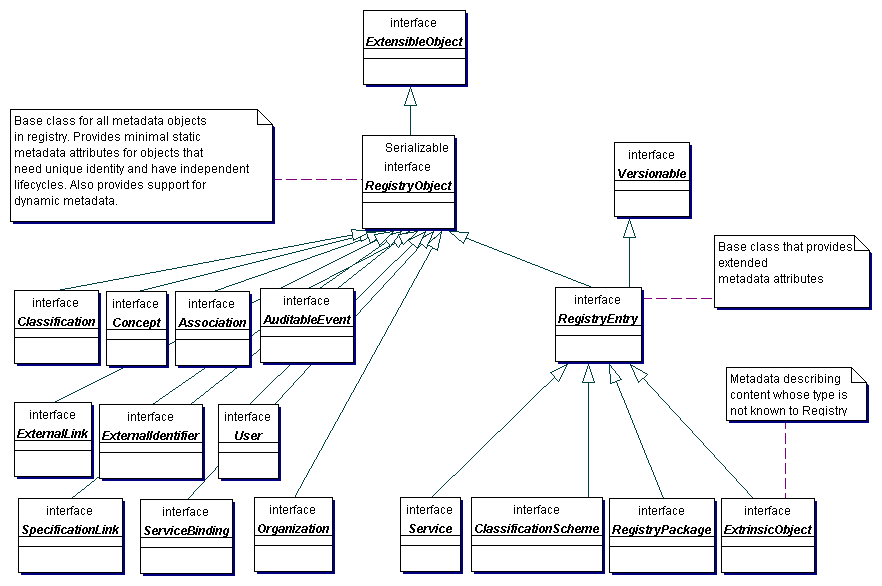 interface
ExtensibleObject
Base class for all metadata objects
in registry. Provides minimal static
metadata attributes for objects that
need unique identity and have independent
lifecycles. Also provides support for
dynamic metadata.
Serializable
interface
RegistryObject
interface
Versionable
Base class that provides
extended
metadata attributes
interface
Classification
interface
Concept
interface
Association
interface
AuditableEvent
interface
RegistryEntry
Metadata describing
content whose type is
not known to Registry
interface
ExternalLink
interface
ExternalIdentifier
interface
User
interface
SpecificationLink
interface
ServiceBinding
interface
Organization
interface
Service
interface
ClassificationScheme
interface
RegistryPackage
interface
ExtrinsicObject